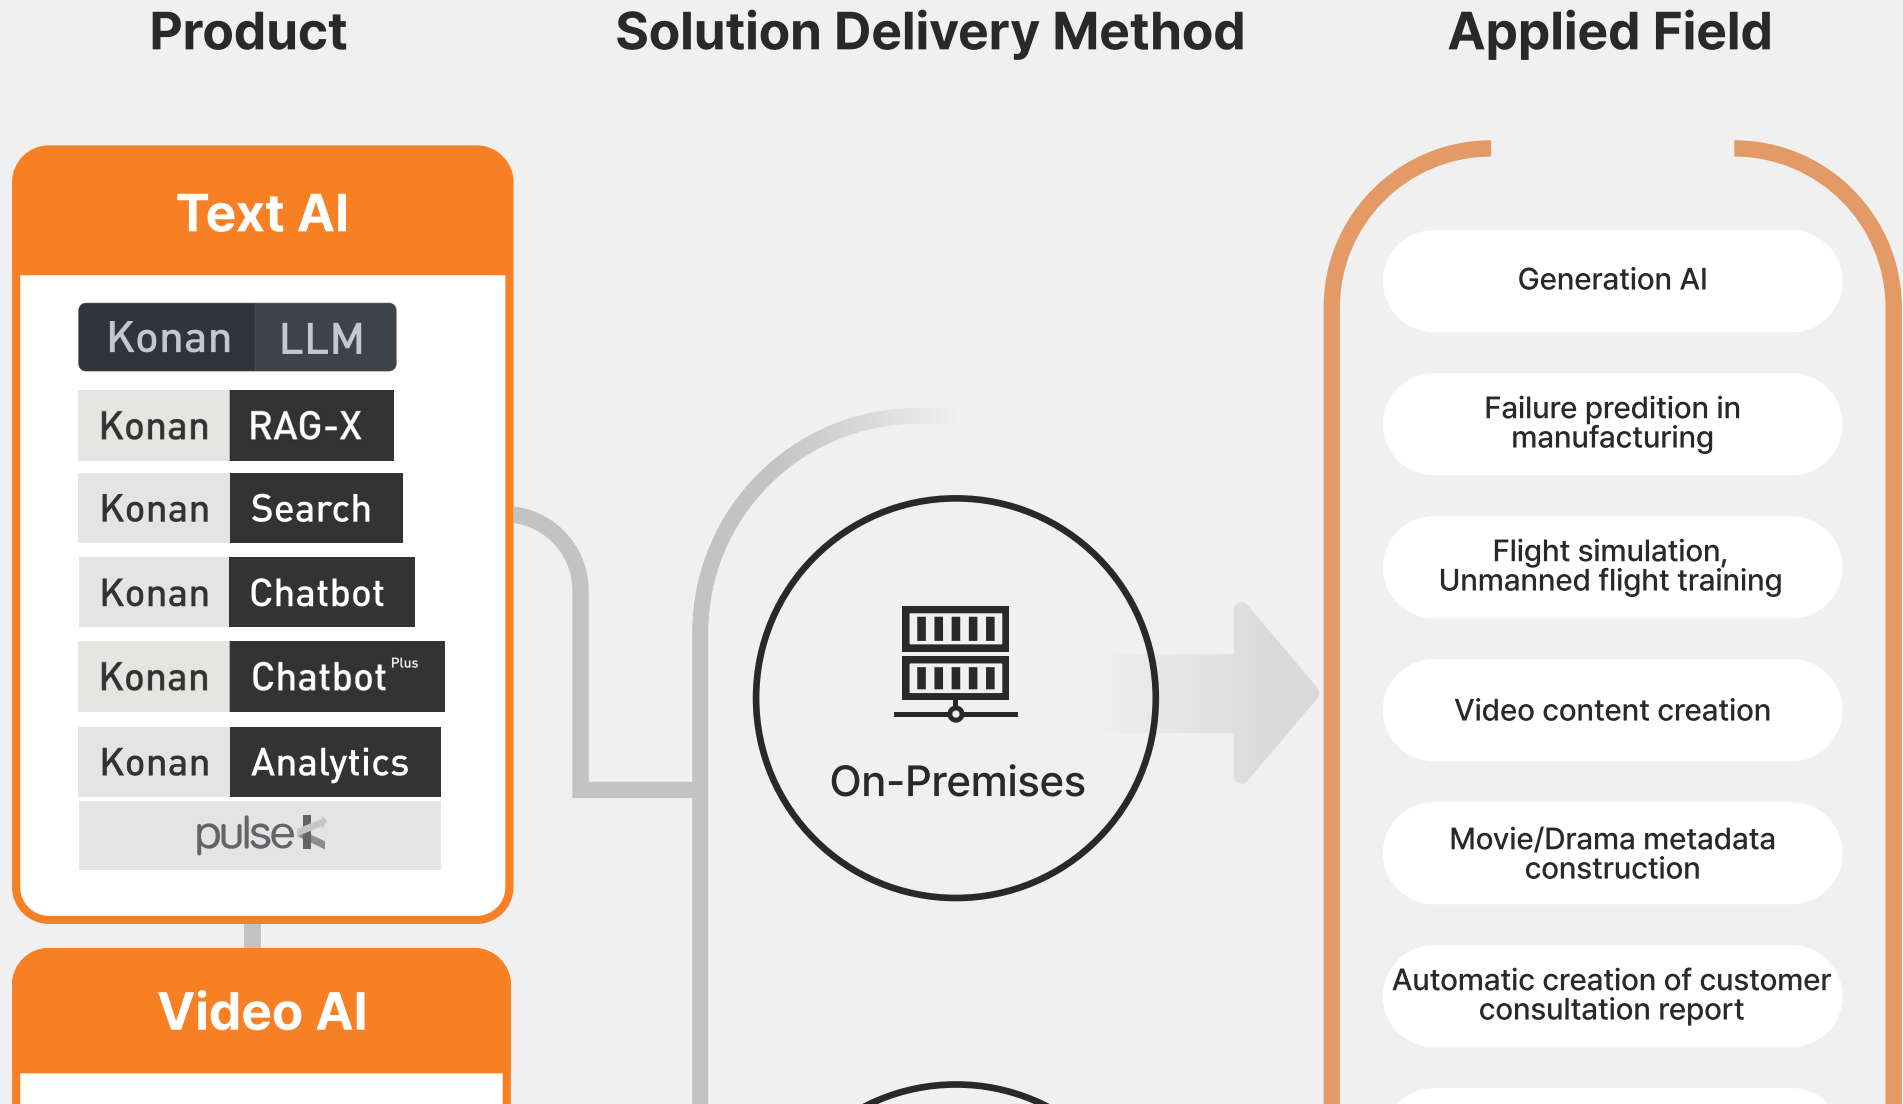 Product
Solution Delivery Method
Applied Field
Text AI
Konan LLM
Konan RAG-X
Konan Search
Konan Chatbot
Konan Chatbot Plus
Konan Analytics
pulse K
Video AI
On-Premises
Generation AI
Failure predition in
manufacturing
Flight simulation,
Unmanned flight training
Video content creation
Movie/Drama metadata
construction
Automatic creation of customer
consultation report